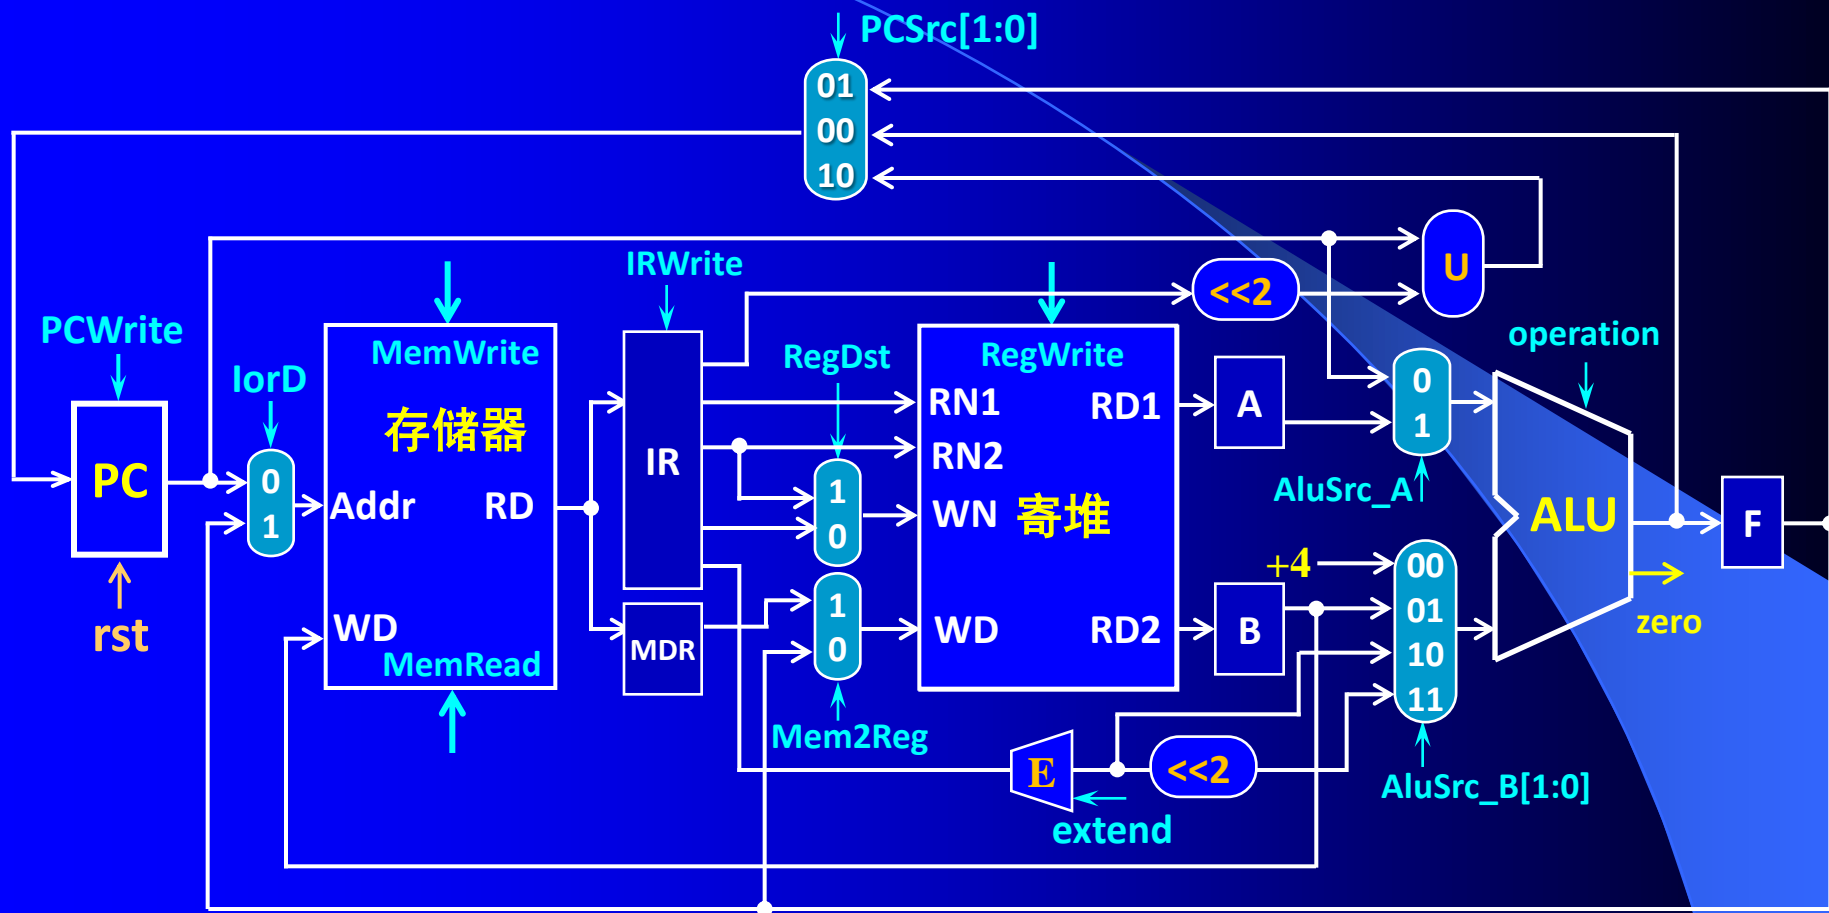 PCSrc[1:0]
01
00
10
IRWrite
U
<<2
PCWrite
IorD
MemWrite
RegDst
RegWrite
operation
存储器
RN1
RD1
A
0
1
PC
0
1
Addr
RD
IR
RN2
1
0
WN
寄堆
AluSrc_A
ALU
F
+4
00
01
10
11
zero
rst
WD
MemRead
MDR
1
0
WD
RD2
B
Mem2Reg
E
<<2
extend
AluSrc_B[1:0]